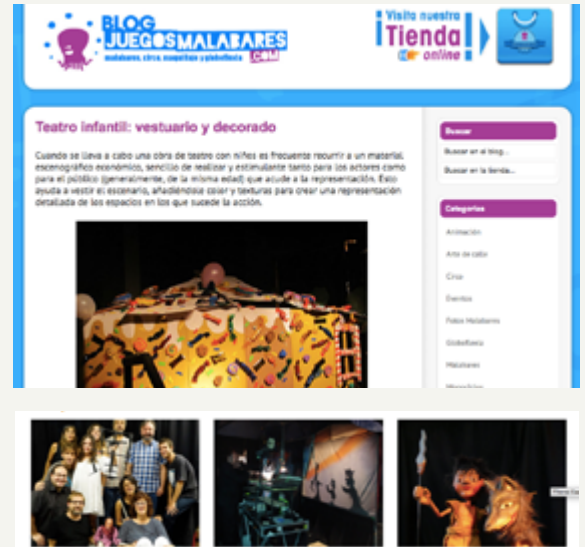 BLOG
JUEGOSMALABARES
malabares, circo, maquillaje y globoflexia .COM
¡Visita nuestra
Tienda
online!
Teatro infantil: vestuario y decorado
Cuando se lleva a cabo una obra de teatro con niños es frecuente recurrir a un material
escenográfico económico, sencillo de realizar y estimulante tanto para los actores como
para el público (generalmente, de la misma edad) que acude a la representación. Esto
ayuda a vestir el escenario, añadiéndole color y texturas para crear una representación
detallada de los espacios en los que sucede la acción.
Buscar
Buscar en el blog...
Buscar en la tienda...
Categorías
Animación
Arte de calle
Circo
Eventos
Fotos Malabares
Globoflexia
Malabares